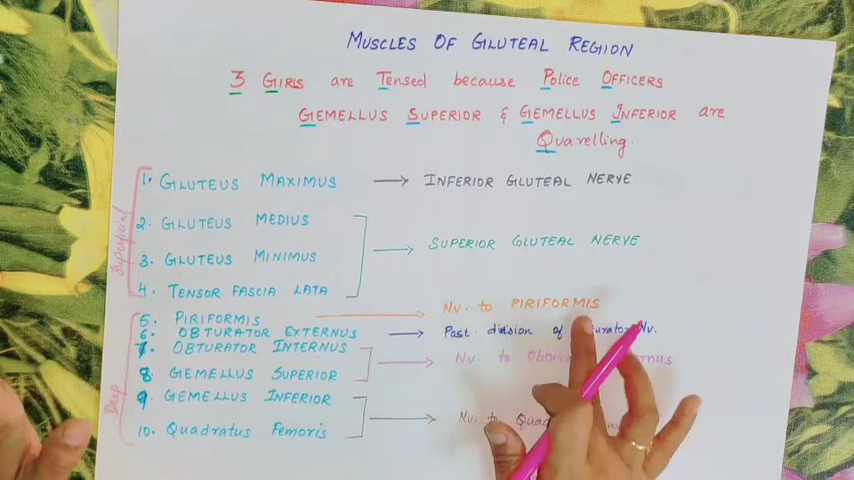 MUSCLES OF GLUTEAL REGION
3 GIRLS are Tensed because Police OFFICERS
GEMELLUS SUPERIOR & GEMELLUS INFERIOR are
Quarelling.
Superficial
1. GLUTEUS MAXIMUS → INFERIOR GLUTEAL NERVE
2. GLUTEUS MEDIUS
3. GLUTEUS MINIMUS → SUPERIOR GLUTEAL NERVE
4. TENSOR FASCIA LATA
Deep
5. PIRIFORMIS → Nv. to PIRIFORMIS
6. OBTURATOR EXTERNUS → Post. division of Nv.
7. OBTURATOR INTERNUS
8. GEMELLUS SUPERIOR → Nv. to
9. GEMELLUS INFERIOR
10. Quadratus Femoris → Nv. to